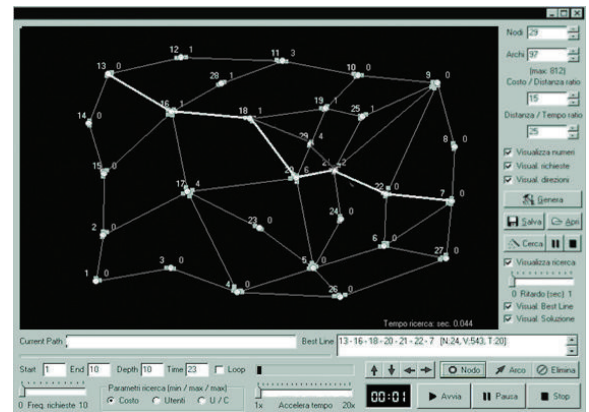 Nodi 29
Archi 97
(max: 812)
Costo / Distanza ratio
15
Distanza / Tempo ratio
25
Visualizza numeri
Visual. richieste
Visual. direzioni
Genera
Salva Apri
Cerca
Visualizza ricerca
0 Ritardo (sec) 1
Visual. Best Line
Visual. Soluzione
12 1
11 3
13 0
10 0
9 0
28 1
16 1
18 1
19 1
25 1
14 0
29 4
8 0
15 0
6
2
17 4
22 0
7 0
24 0
23 0
2 0
6 0
27 0
5 0
3 0
1 0
4 0
26 0
Tempo ricerca: sec. 0.044
Current Path
Best Line 13 - 16 - 18 - 20 - 21 - 22 - 7 [N:24, V:543, T:20]
Start 1 End 10 Depth 10 Time 23 Loop
Nodo Arco Elimina
0 Freq. richieste 10
Parametri ricerca (min / max / max)
Costo Utenti U / C
1x Accelera tempo 20x
00:01
Avvia Pausa Stop